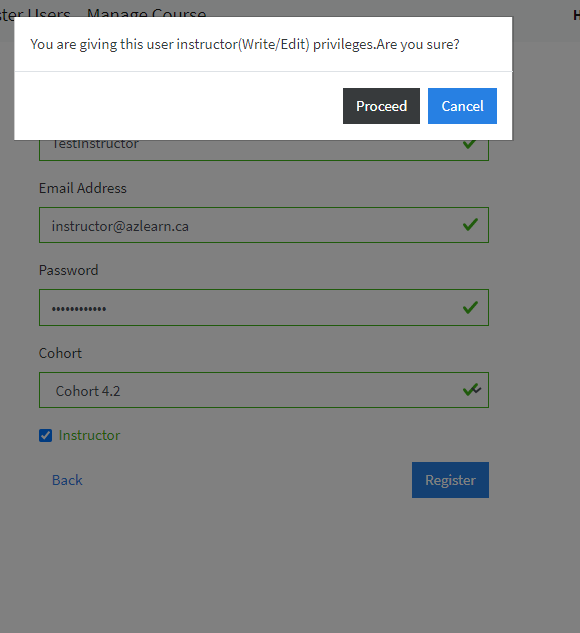 ster Users Manage Course
H
You are giving this user instructor(Write/Edit) privileges.Are you sure?
Proceed Cancel
TestInstructor
Email Address
instructor@azlearn.ca
Password
••••••••••••
Cohort
Cohort 4.2
Instructor
Back Register